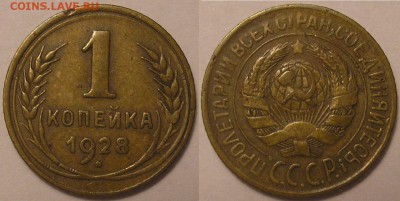 COINS.LAVE.RU
1
(КОПЕЙКА)
1928
ПРОЛЕТАРИИ ВСЕХ СТРАН, СОЕДИНЯЙТЕСЬ!
С.С.С.Р.